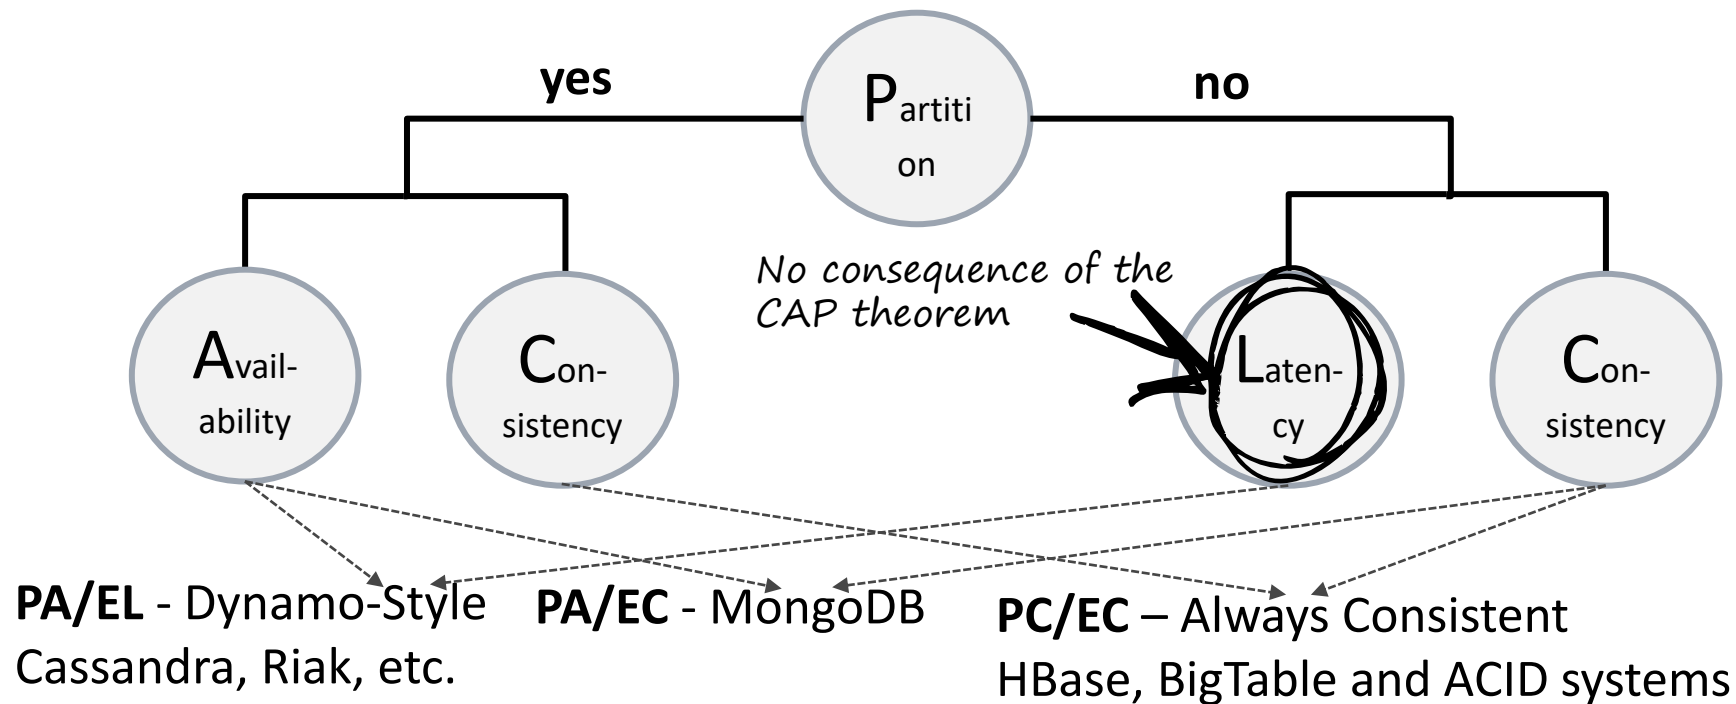 yes
Partiti
on
no
No consequence of the
CAP theorem
Avail-
ability
Con-
sistency
Laten-
cy
Con-
sistency
PA/EL - Dynamo-Style
Cassandra, Riak, etc.
PA/EC - MongoDB
PC/EC – Always Consistent
HBase, BigTable and ACID systems